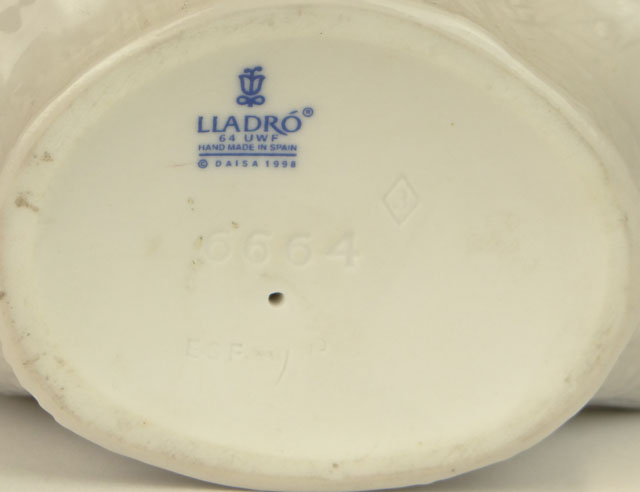 LLADRÓ®
64 UWF
HAND MADE IN SPAIN
© DAISA 1998
6664